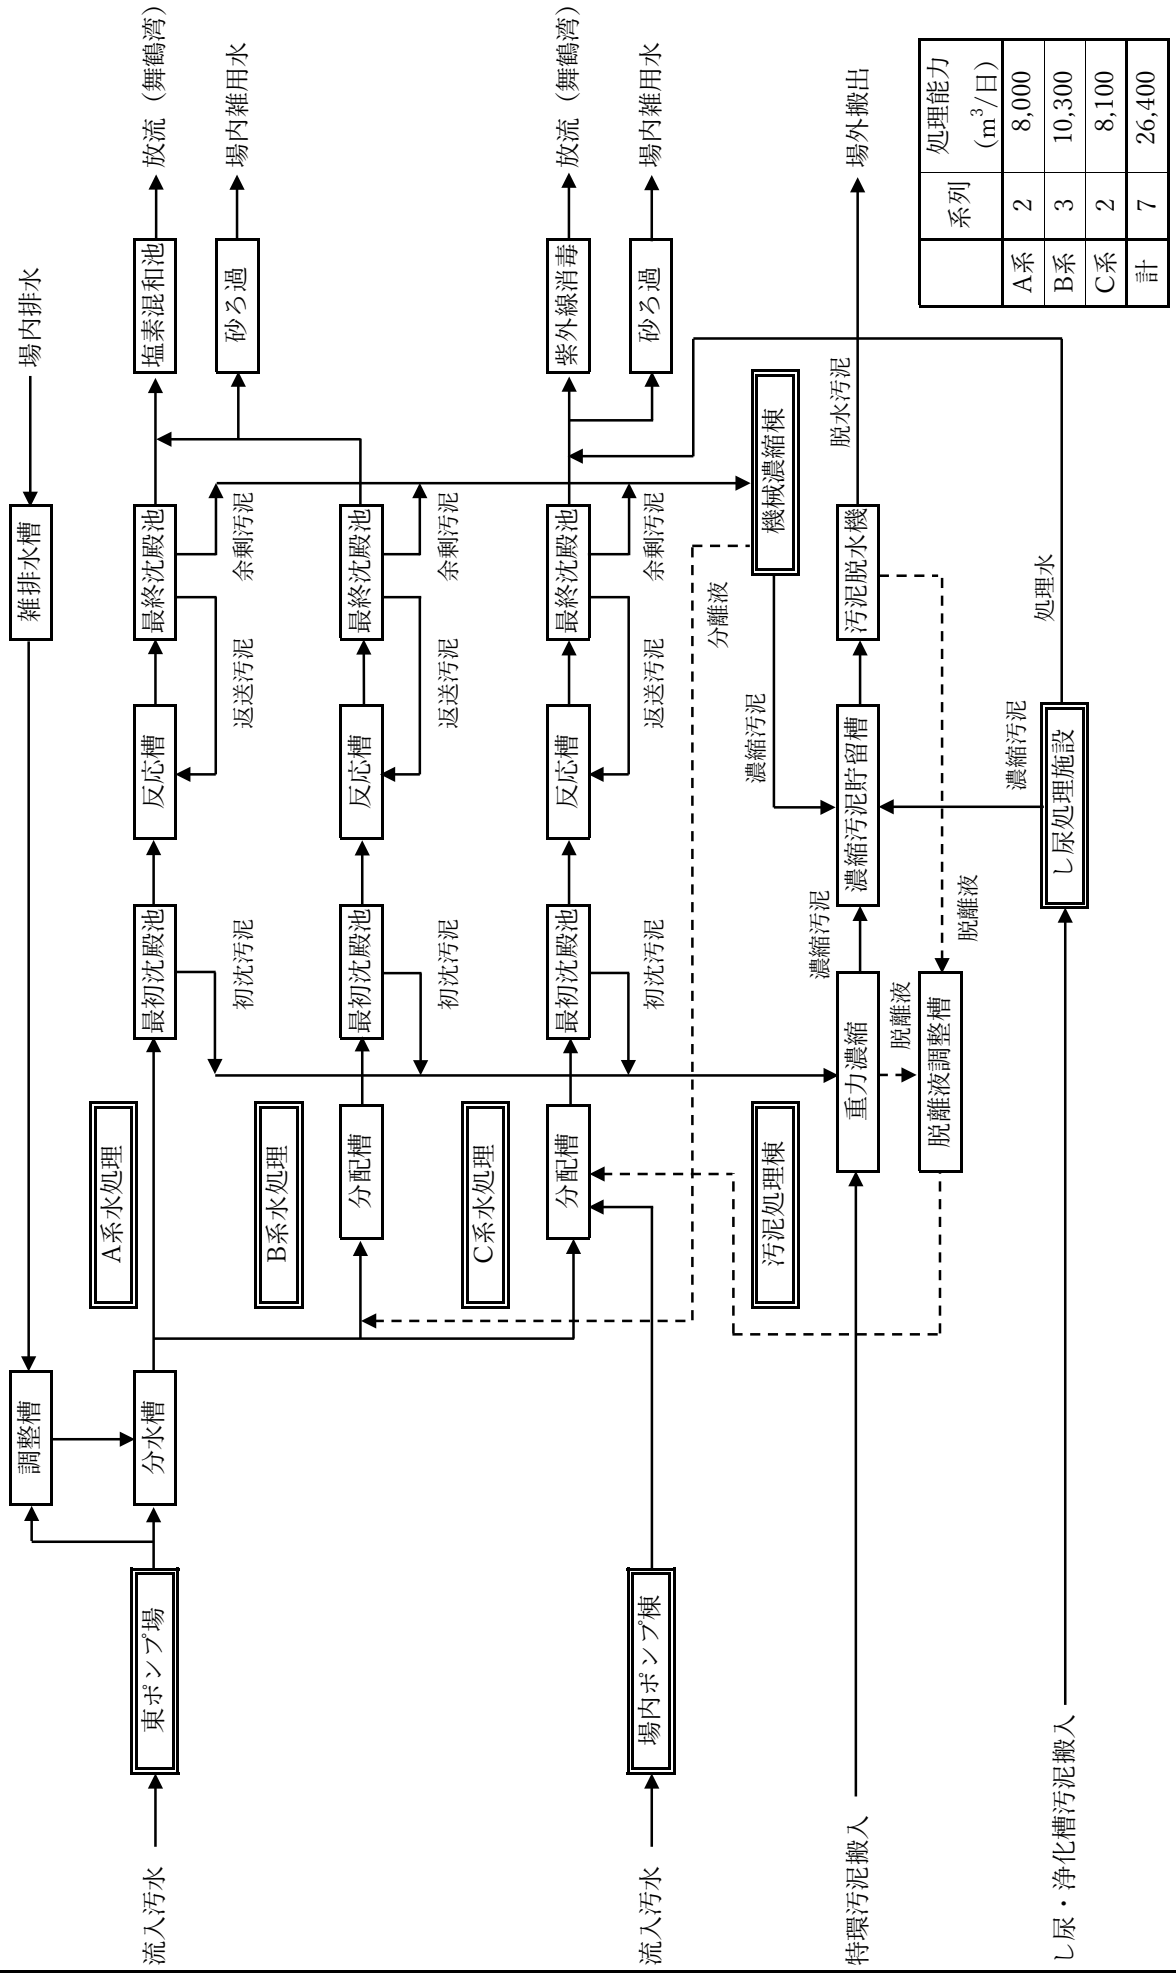 場内排水
雑排水槽
調整槽
流入汚水
東ポンプ場
分水槽
A系水処理
最初沈殿池
初沈汚泥
反応槽
返送汚泥
最終沈殿池
余剰汚泥
塩素混和池
放流（舞鶴湾）
砂ろ過
場内雑用水
B系水処理
分配槽
最初沈殿池
初沈汚泥
反応槽
返送汚泥
最終沈殿池
余剰汚泥
C系水処理
分配槽
最初沈殿池
初沈汚泥
反応槽
返送汚泥
最終沈殿池
余剰汚泥
紫外線消毒
放流（舞鶴湾）
砂ろ過
場内雑用水
流入汚水
場内ポンプ棟
分離液
機械濃縮棟
濃縮汚泥
汚泥処理棟
特環汚泥搬入
重力濃縮
濃縮汚泥
濃縮汚泥貯留槽
汚泥脱水機
脱水汚泥
場外搬出
脱離液
脱離液調整槽
脱離液
し尿・浄化槽汚泥搬入
し尿処理施設
濃縮汚泥
処理水
系列 処理能力
(m³/日)
A系 2 8,000
B系 3 10,300
C系 2 8,100
計 7 26,400